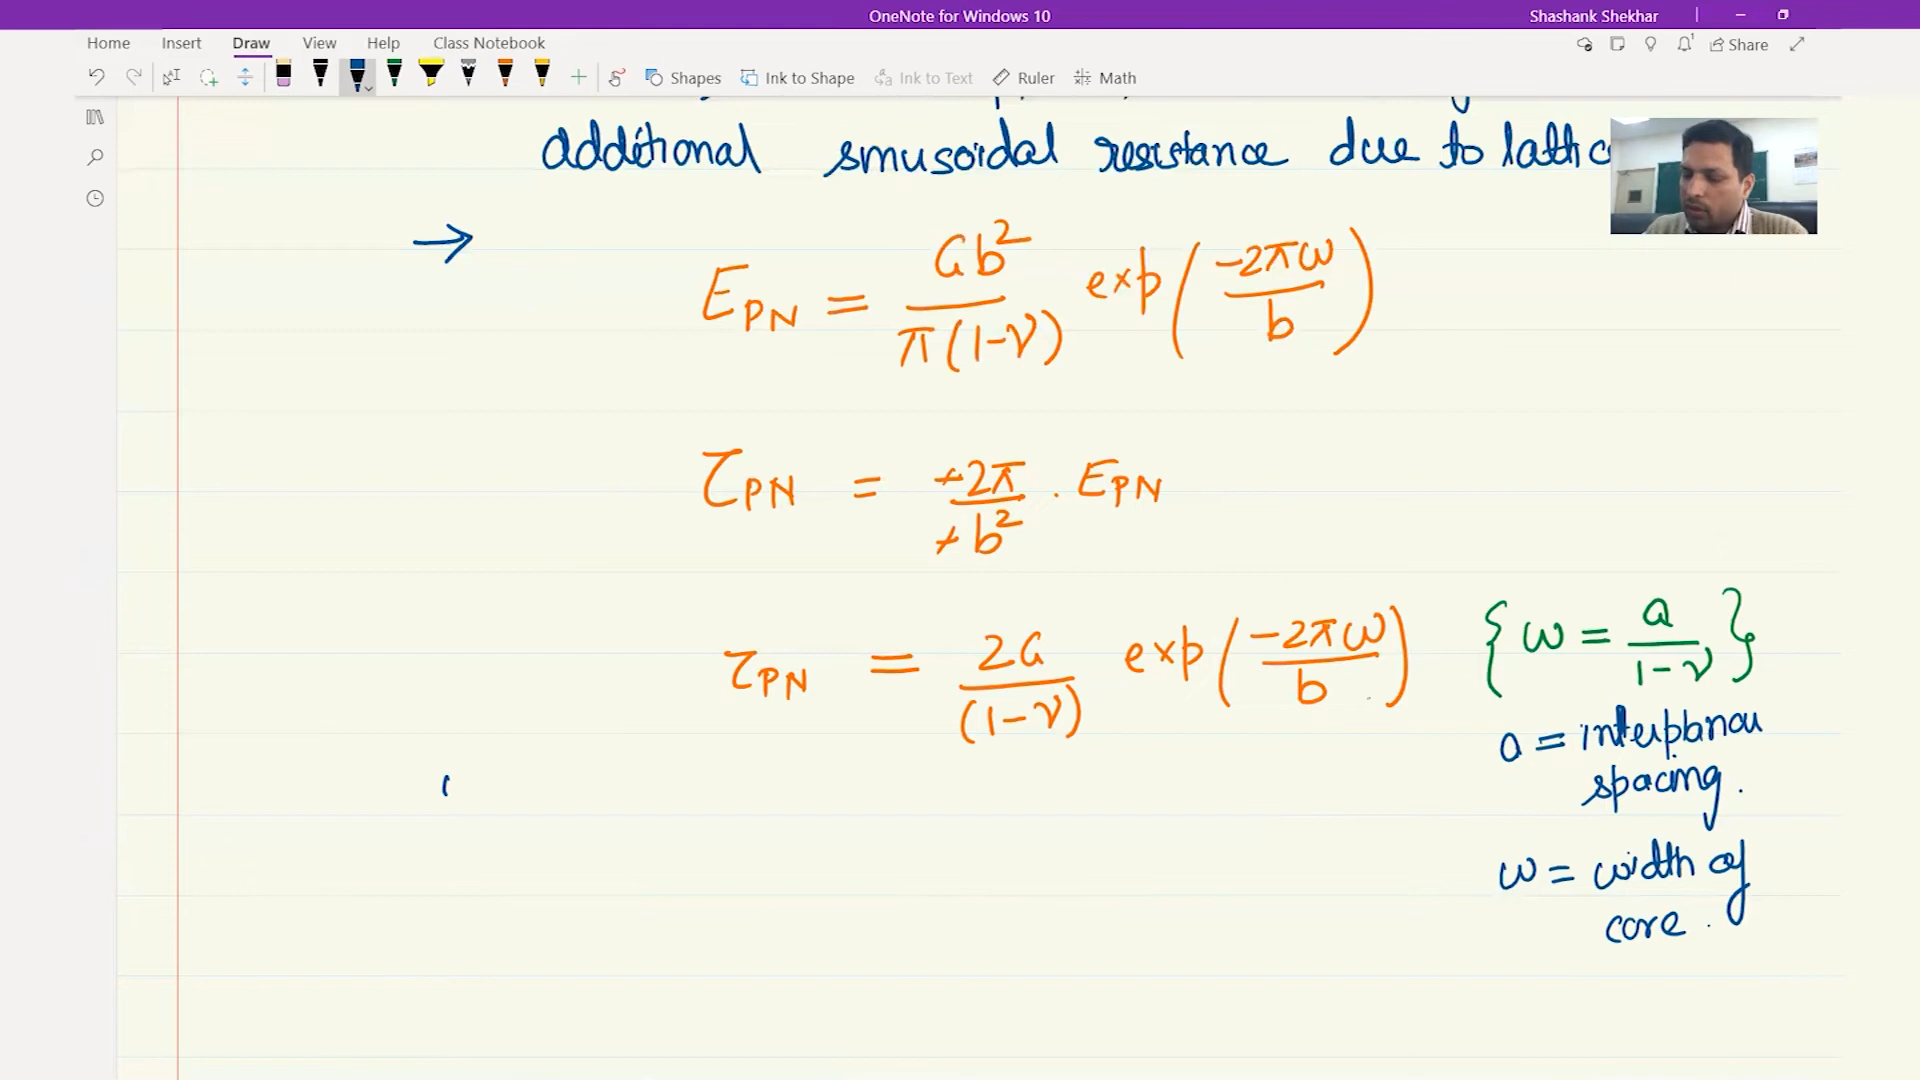 OneNote for Windows 10
Shashank Shekhar
Home Insert Draw View Help Class Notebook
Share
Shapes Ink to Shape Ink to Text Ruler Math
additional sinusoidal resistance due to lattic
→ E_PN = Gb² / π(1-ν) exp(-2πω / b)
τ_PN = +2π / +b² . E_PN
τ_PN = 2G / (1-ν) exp(-2πω / b) {ω = a / 1-ν}
a = interplanar
spacing.
ω = width of
core.